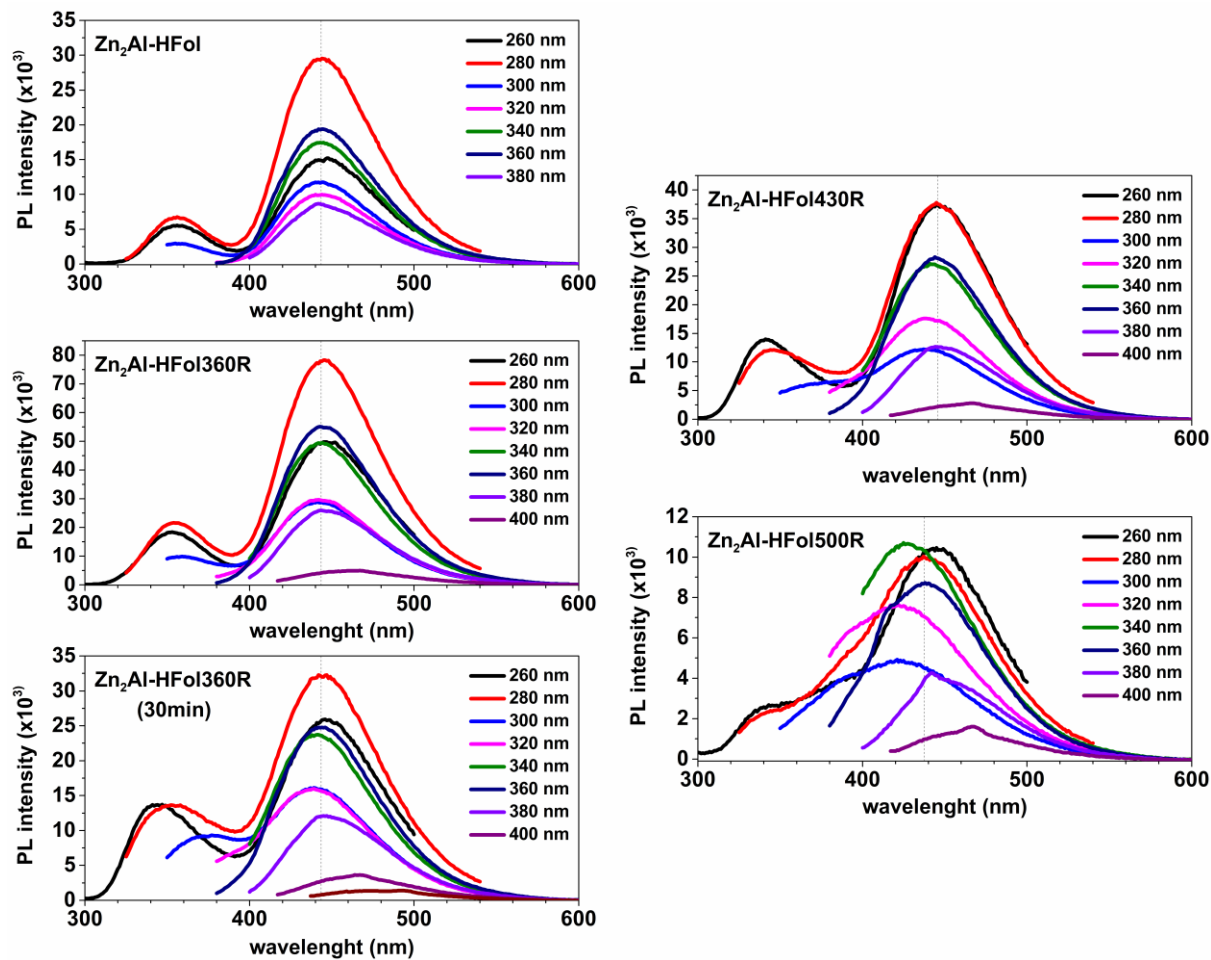 Zn₂Al-HFol
PL intensity (x10³)
35
30
25
20
15
10
5
0
260 nm
280 nm
300 nm
320 nm
340 nm
360 nm
380 nm
300
400
500
600
wavelenght (nm)
Zn₂Al-HFol360R
PL intensity (x10³)
80
70
60
50
40
30
20
10
0
260 nm
280 nm
300 nm
320 nm
340 nm
360 nm
380 nm
400 nm
300
400
500
600
wavelenght (nm)
Zn₂Al-HFol360R
(30min)
PL intensity (x10³)
35
30
25
20
15
10
5
0
260 nm
280 nm
300 nm
320 nm
340 nm
360 nm
380 nm
400 nm
300
400
500
600
wavelenght (nm)
Zn₂Al-HFol430R
PL intensity (x10³)
40
35
30
25
20
15
10
5
0
260 nm
280 nm
300 nm
320 nm
340 nm
360 nm
380 nm
400 nm
300
400
500
600
wavelenght (nm)
Zn₂Al-HFol500R
PL intensity (x10³)
12
10
8
6
4
2
0
260 nm
280 nm
300 nm
320 nm
340 nm
360 nm
380 nm
400 nm
300
400
500
600
wavelenght (nm)